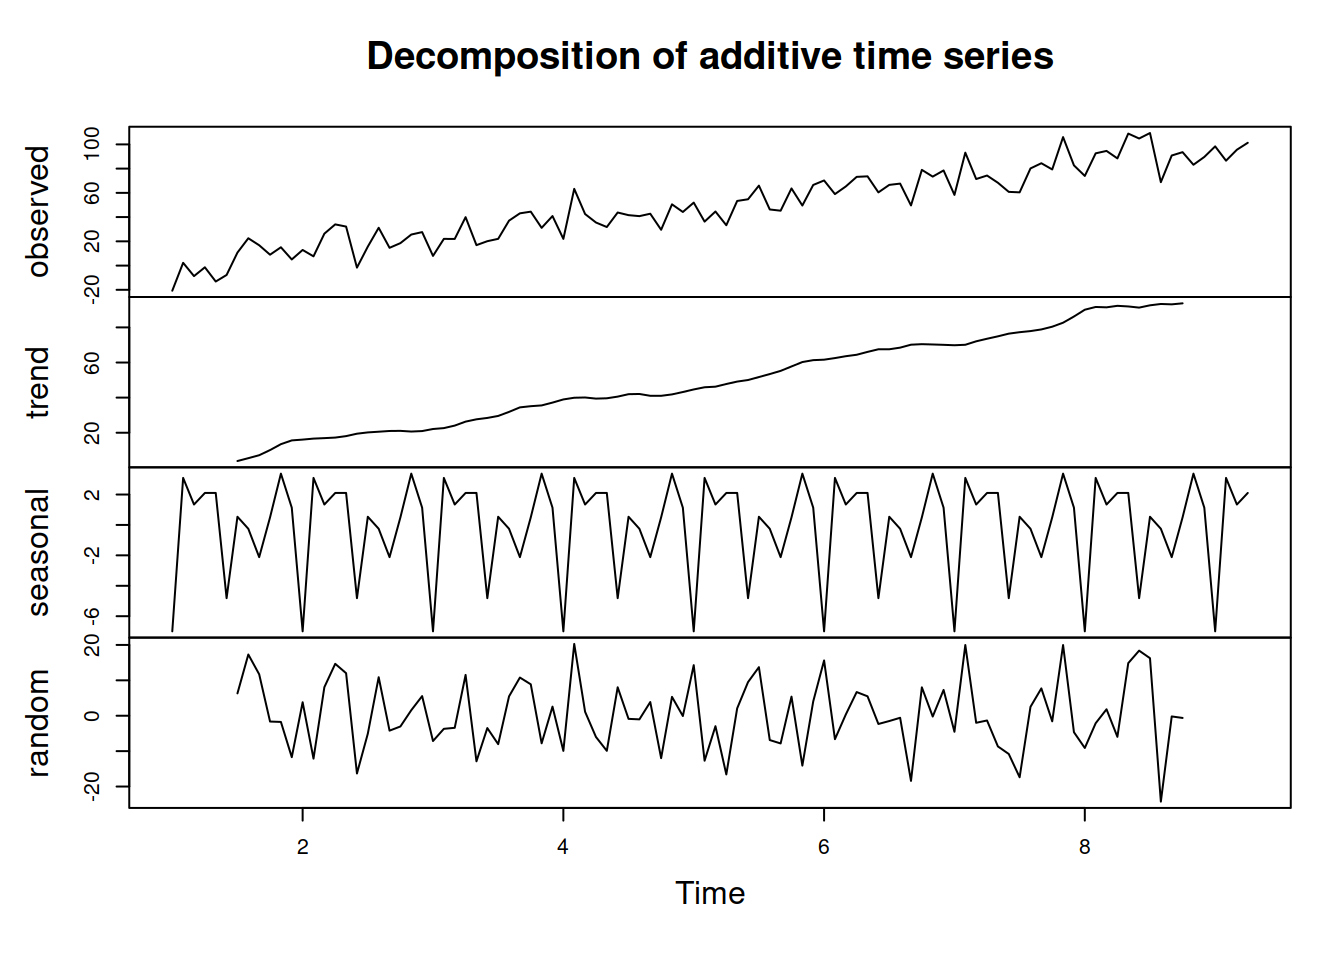 Decomposition of additive time series
observed
-20 20 60 100
trend
20 60
seasonal
-6 -2 2
random
-20 0 20
2 4 6 8
Time